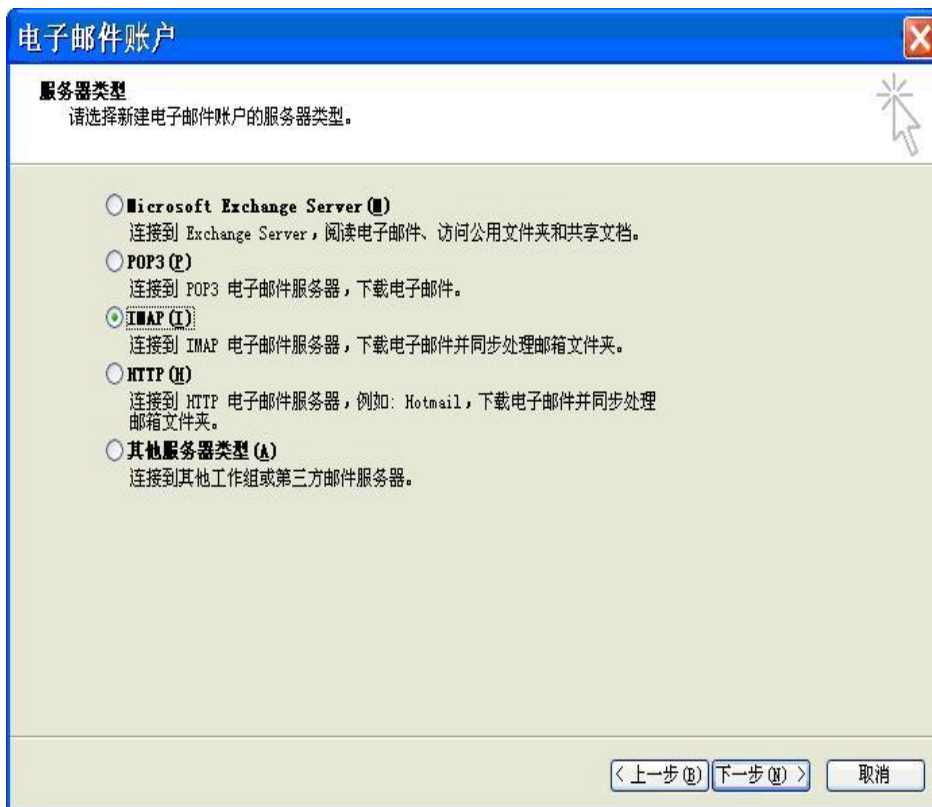 电子邮件账户
服务器类型
请选择新建电子邮件帐户的服务器类型。
Microsoft Exchange Server(M)
连接到 Exchange Server，阅读电子邮件、访问公用文件夹和共享文档。
POP3(P)
连接到 POP3 电子邮件服务器，下载电子邮件。
IMAP(I)
连接到 IMAP 电子邮件服务器，下载电子邮件并同步处理邮箱文件夹。
HTTP(H)
连接到 HTTP 电子邮件服务器，例如: Hotmail，下载电子邮件并同步处理
邮箱文件夹。
其他服务器类型(A)
连接到其他工作组或第三方邮件服务器。
< 上一步(B)
下一步(N) >
取消